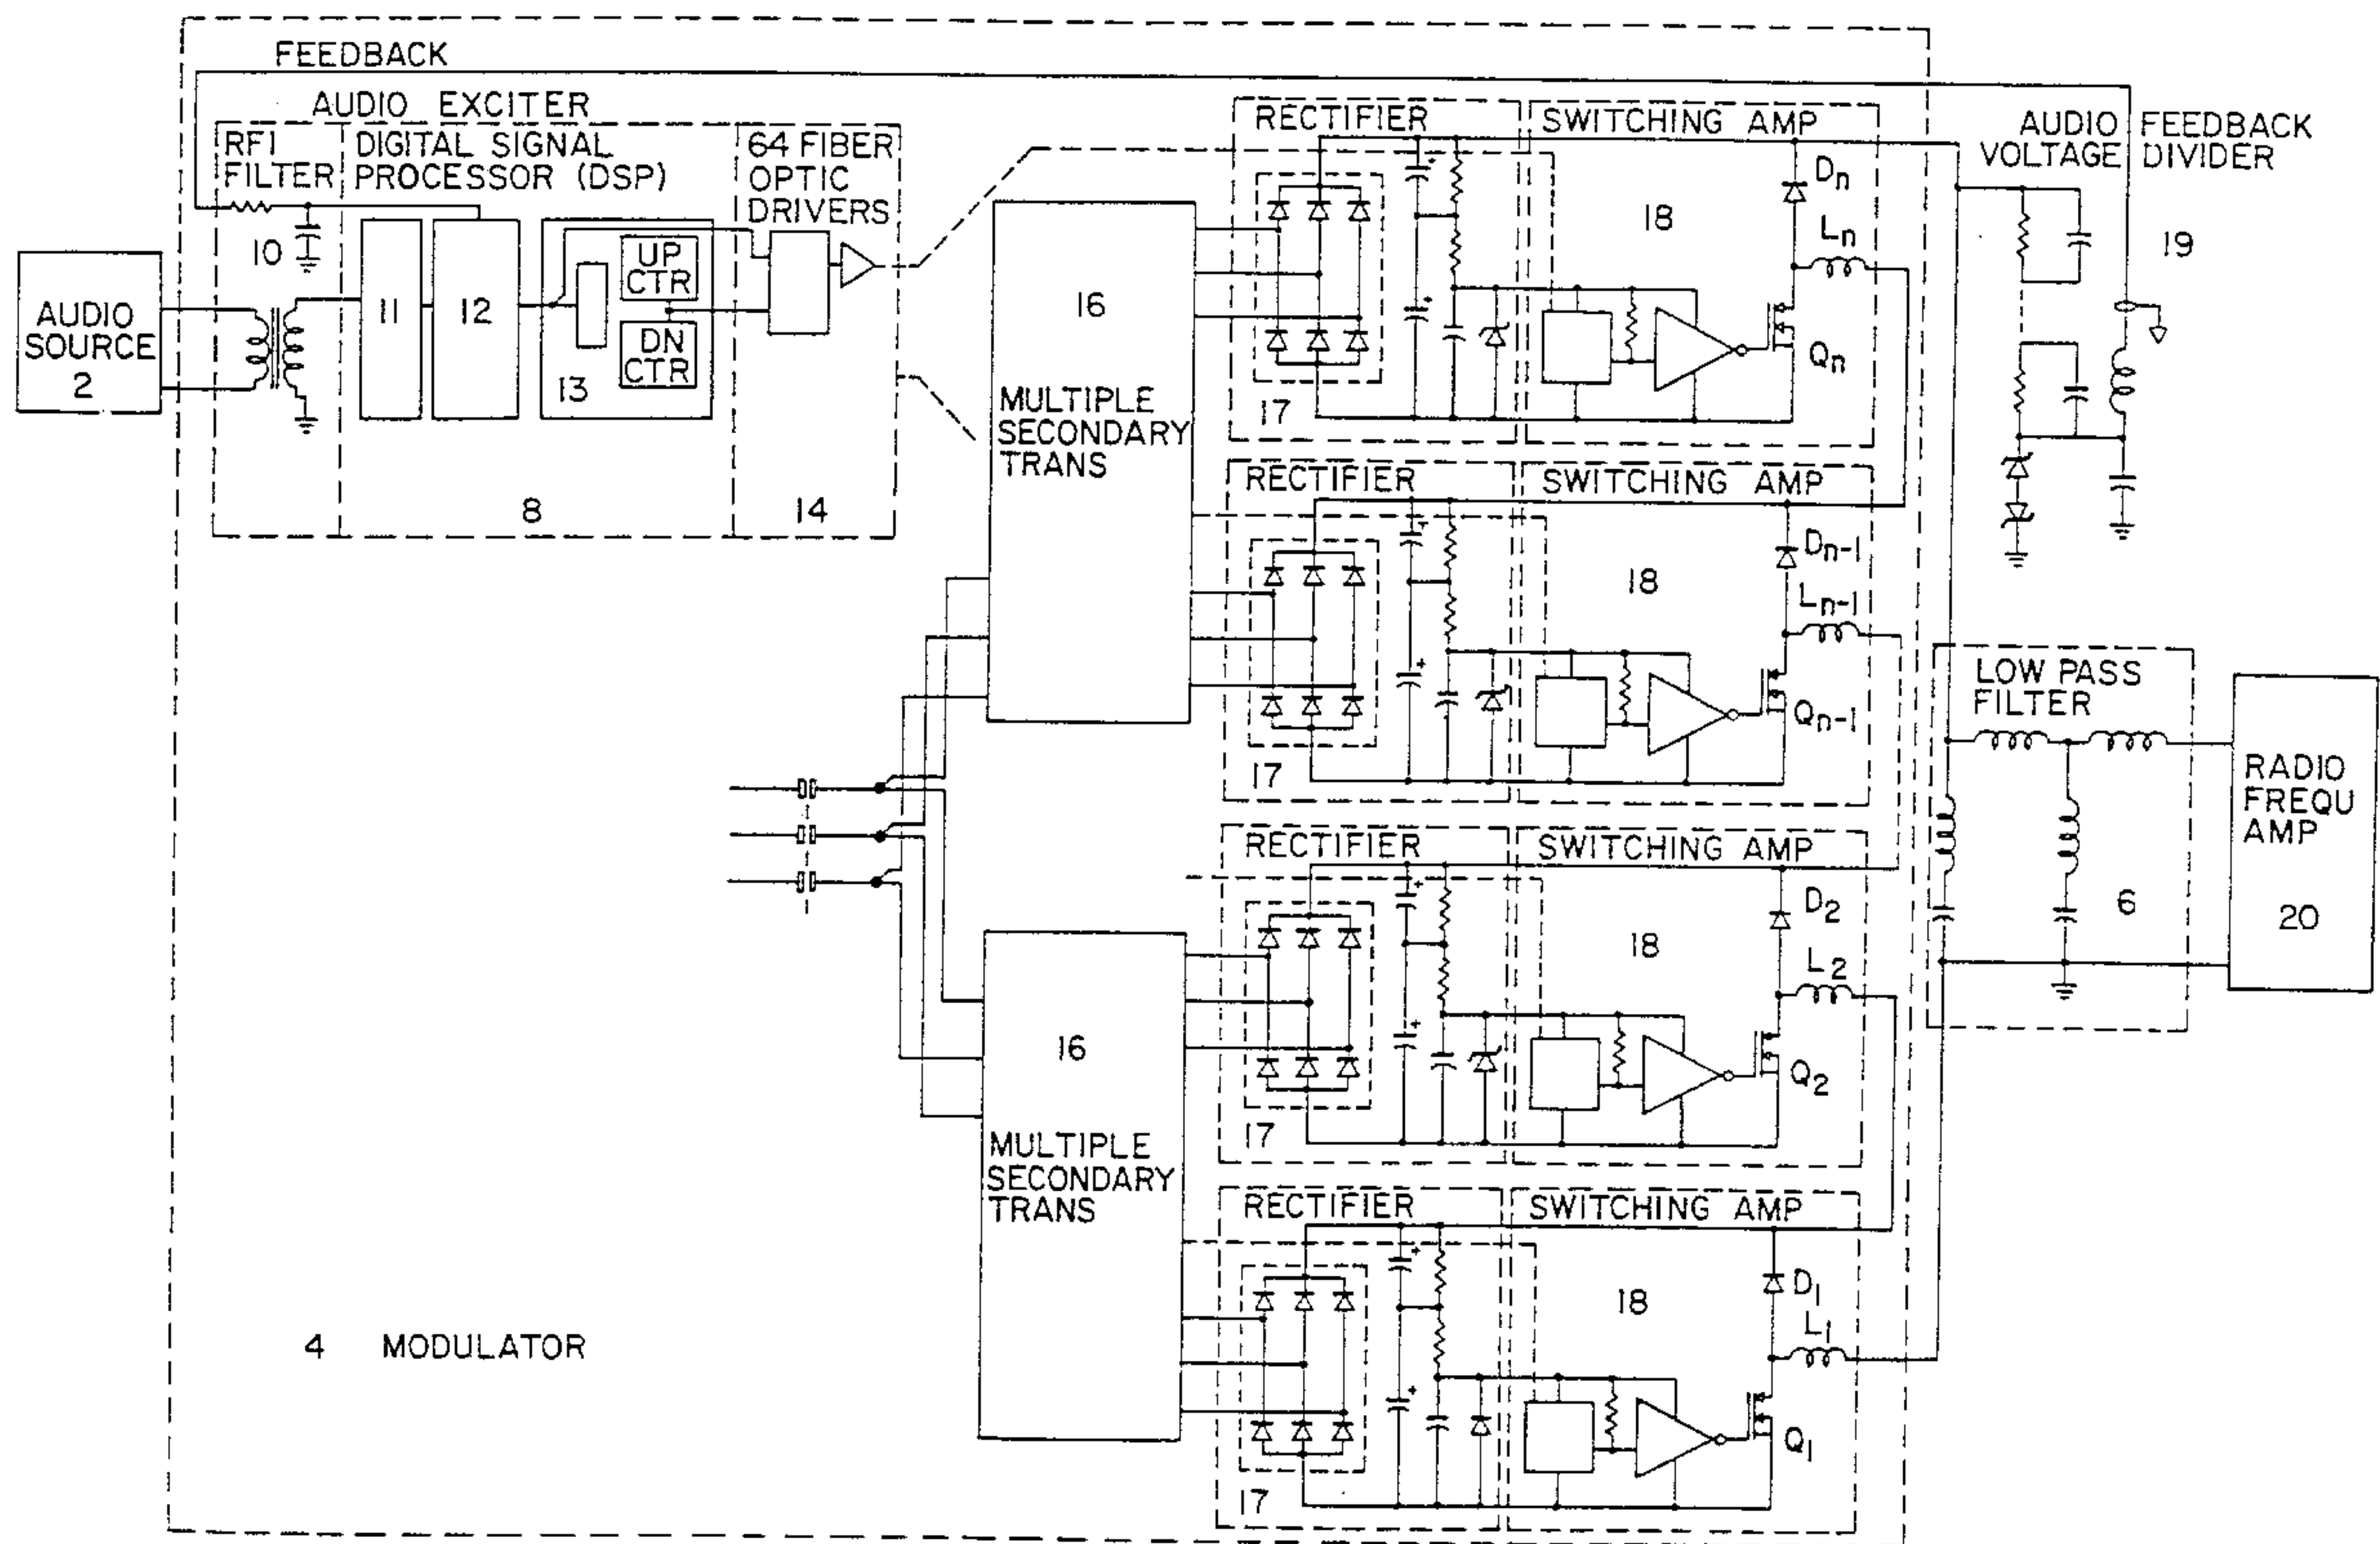 FEEDBACK
AUDIO EXCITER
RFI
FILTER
DIGITAL SIGNAL
PROCESSOR (DSP)
64 FIBER
OPTIC
DRIVERS
10
11
12
13
UP
CTR
DN
CTR
8
14
AUDIO
SOURCE
2
16
MULTIPLE
SECONDARY
TRANS
RECTIFIER
17
SWITCHING AMP
18
Dn
Ln
Qn
AUDIO FEEDBACK
VOLTAGE DIVIDER
19
RECTIFIER
17
SWITCHING AMP
18
Dn-1
Ln-1
Qn-1
LOW PASS
FILTER
6
RADIO
FREQU
AMP
20
16
MULTIPLE
SECONDARY
TRANS
RECTIFIER
17
SWITCHING AMP
18
D2
L2
Q2
RECTIFIER
17
SWITCHING AMP
18
D1
L1
Q1
4 MODULATOR